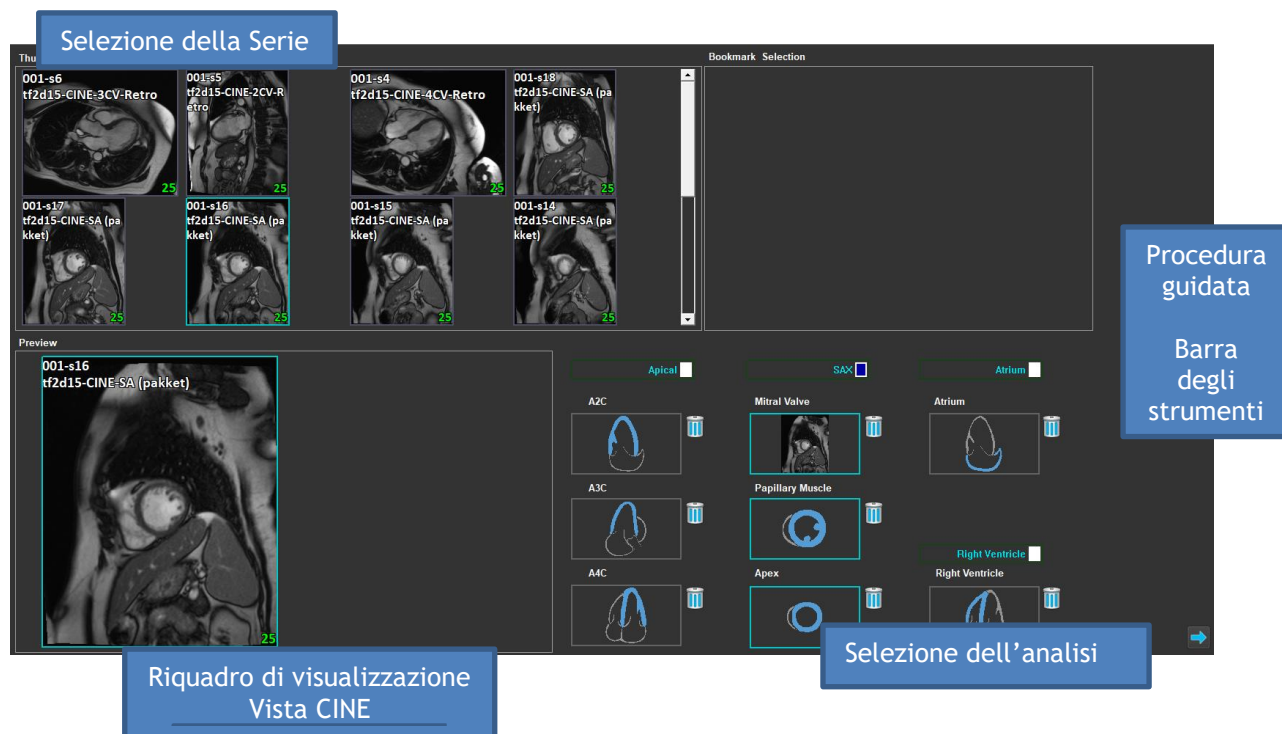 Selezione della Serie
Thu
Bookmark Selection
001-s6
tf2d15-CINE-3CV-Retro
25
001-s5
tf2d15-CINE-2CV-R
etro
25
001-s4
tf2d15-CINE-4CV-Retro
25
001-s18
tf2d15-CINE-SA (pa
kket)
25
001-s17
tf2d15-CINE-SA (pa
kket)
25
001-s16
tf2d15-CINE-SA (pa
kket)
25
001-s15
tf2d15-CINE-SA (pa
kket)
25
001-s14
tf2d15-CINE-SA (pa
kket)
25
Procedura
guidata
Barra
degli
strumenti
Preview
001-s16
tf2d15-CINE-SA (pakket)
25
Apical
SAX
Atrium
A2C
Mitral Valve
Atrium
A3C
Papillary Muscle
Right Ventricle
A4C
Apex
Right Ventricle
Selezione dell’analisi
Riquadro di visualizzazione
Vista CINE